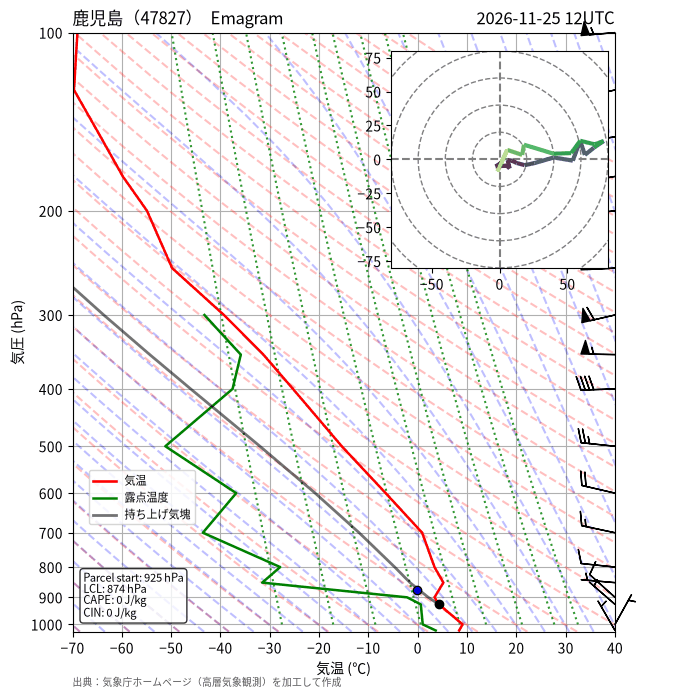 鹿児島（47827） Emagram
2026-11-25 12UTC
100
200
300
400
500
600
700
800
900
1000
気圧 (hPa)
75
50
25
0
−25
−50
−75
−50
0
50
気温
露点温度
持ち上げ気塊
Parcel start: 925 hPa
LCL: 874 hPa
CAPE: 0 J/kg
CIN: 0 J/kg
−70
−60
−50
−40
−30
−20
−10
0
10
20
30
40
気温 (℃)
出典：気象庁ホームページ（高層気象観測）を加工して作成